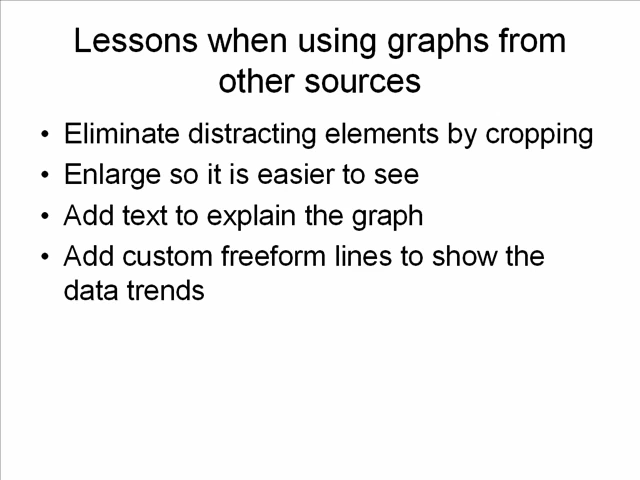 Lessons when using graphs from
other sources
• Eliminate distracting elements by cropping
• Enlarge so it is easier to see
• Add text to explain the graph
• Add custom freeform lines to show the
data trends